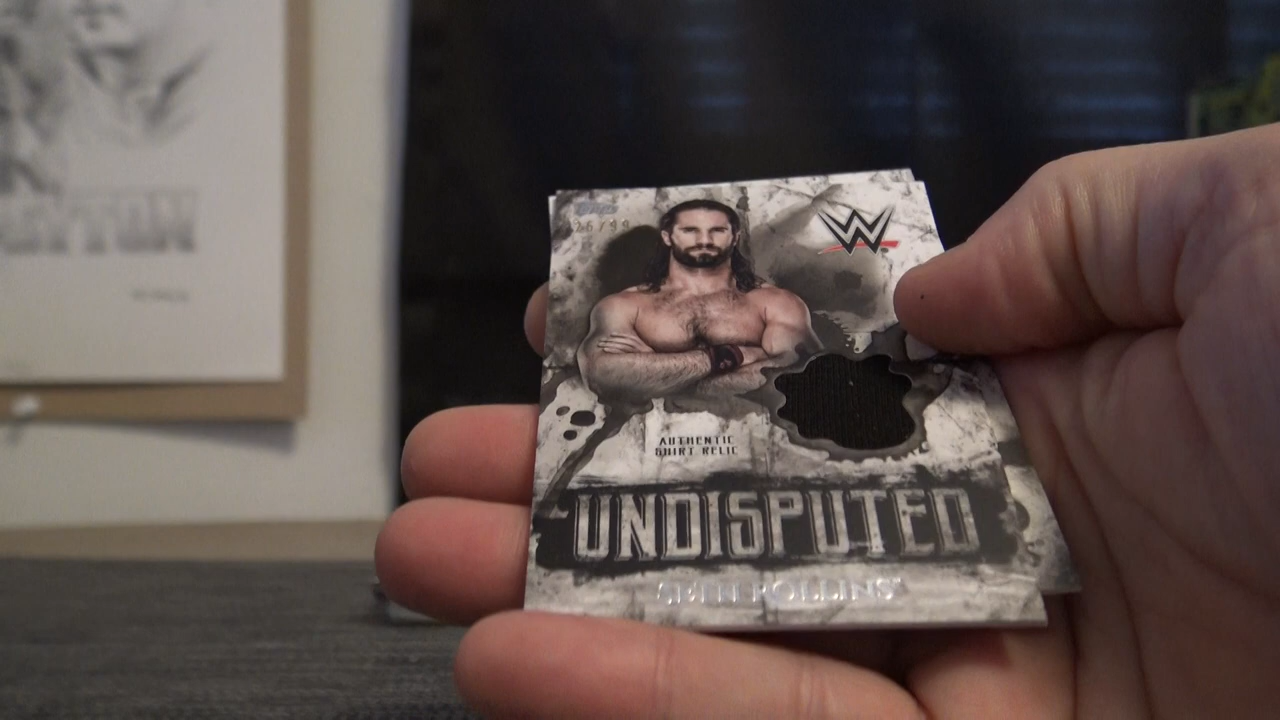 Topps
26/99
W
AUTHENTIC
SHIRT RELIC
UNDISPUTED
SETH ROLLINS